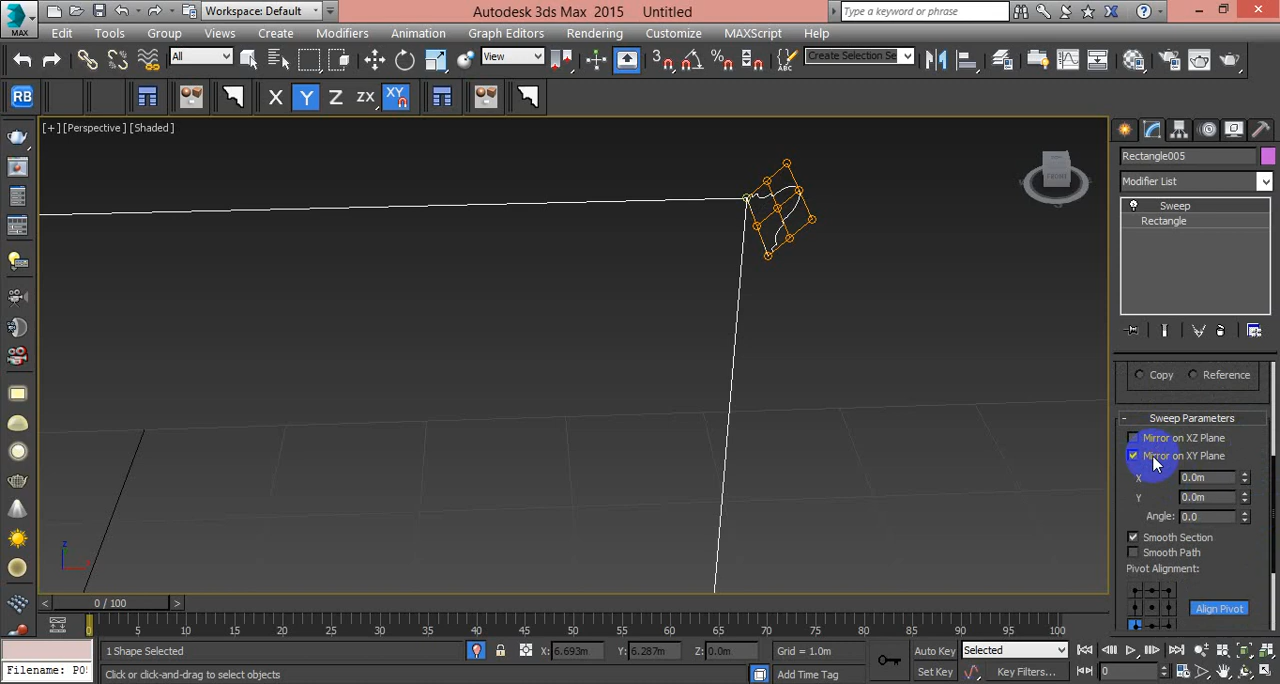 MAX
Workspace: Default
Autodesk 3ds Max 2015 Untitled
Type a keyword or phrase
Edit Tools Group Views Create Modifiers Animation Graph Editors Rendering Customize MAXScript Help
All
View
3
Create Selection Se
RB
X Y Z ZX XY
[+] [Perspective] [Shaded]
FRONT
Rectangle005
Modifier List
Sweep
Rectangle
Copy Reference
- Sweep Parameters
Mirror on XZ Plane
Mirror on XY Plane
X 0.0m
Y 0.0m
Angle: 0.0
Smooth Section
Smooth Path
Pivot Alignment:
Align Pivot
z
< 0 / 100 >
0 5 10 15 20 25 30 35 40 45 50 55 60 65 70 75 80 85 90 95 100
1 Shape Selected X: 6.693m Y: 6.287m Z: 0.0m Grid = 1.0m Auto Key Selected
Filename: PO Click or click-and-drag to select objects Add Time Tag Set Key Key Filters... 0